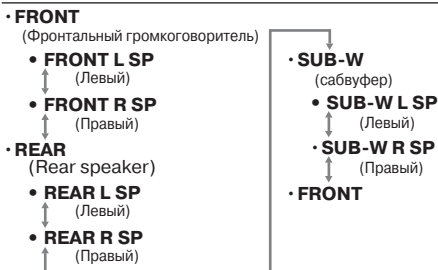 · FRONT
(Фронтальный громкоговоритель)
• FRONT L SP
(Левый)
• FRONT R SP
(Правый)
· REAR
(Rear speaker)
• REAR L SP
(Левый)
• REAR R SP
(Правый)
· SUB-W
(сабвуфер)
• SUB-W L SP
(Левый)
· SUB-W R SP
(Правый)
· FRONT